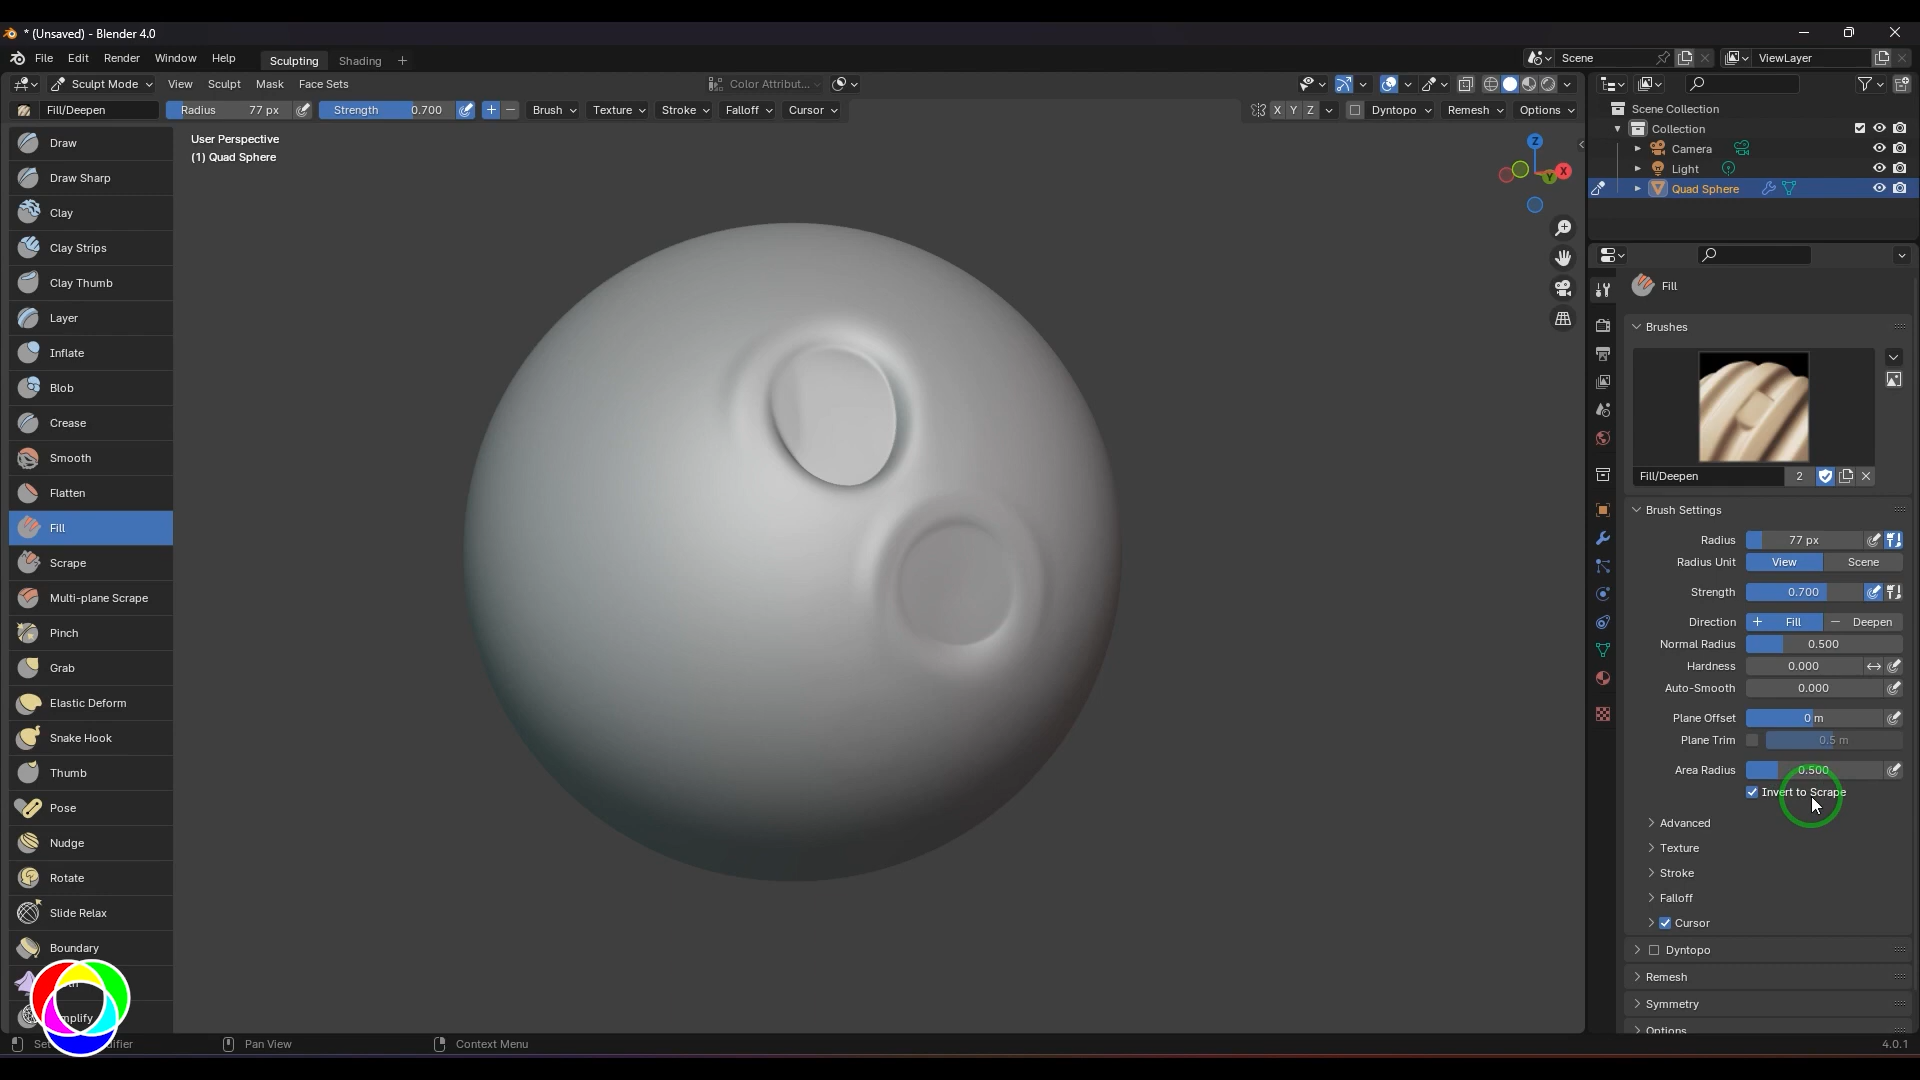 * (Unsaved) - Blender 4.0
File Edit Render Window Help Sculpting Shading + Scene ViewLayer
Sculpt Mode View Sculpt Mask Face Sets Color Attribut...
Fill/Deepen Radius 77 px Strength 0.700 Brush Texture Stroke Falloff Cursor X Y Z Dyntopo Remesh Options
User Perspective
(1) Quad Sphere
Z
X
Y
Draw
Draw Sharp
Clay
Clay Strips
Clay Thumb
Layer
Inflate
Blob
Crease
Smooth
Flatten
Fill
Scrape
Multi-plane Scrape
Pinch
Grab
Elastic Deform
Snake Hook
Thumb
Pose
Nudge
Rotate
Slide Relax
Boundary
Scene Collection
Collection
Camera
Light
Quad Sphere
Fill
Brushes
Fill/Deepen 2
Brush Settings
Radius 77 px
Radius Unit View Scene
Strength 0.700
Direction + Fill − Deepen
Normal Radius 0.500
Hardness 0.000
Auto-Smooth 0.000
Plane Offset 0 m
Plane Trim 0.5 m
Area Radius 0.500
Invert to Scrape
Advanced
Texture
Stroke
Falloff
Cursor
Dyntopo
Remesh
Symmetry
Options
Pan View Context Menu 4.0.1